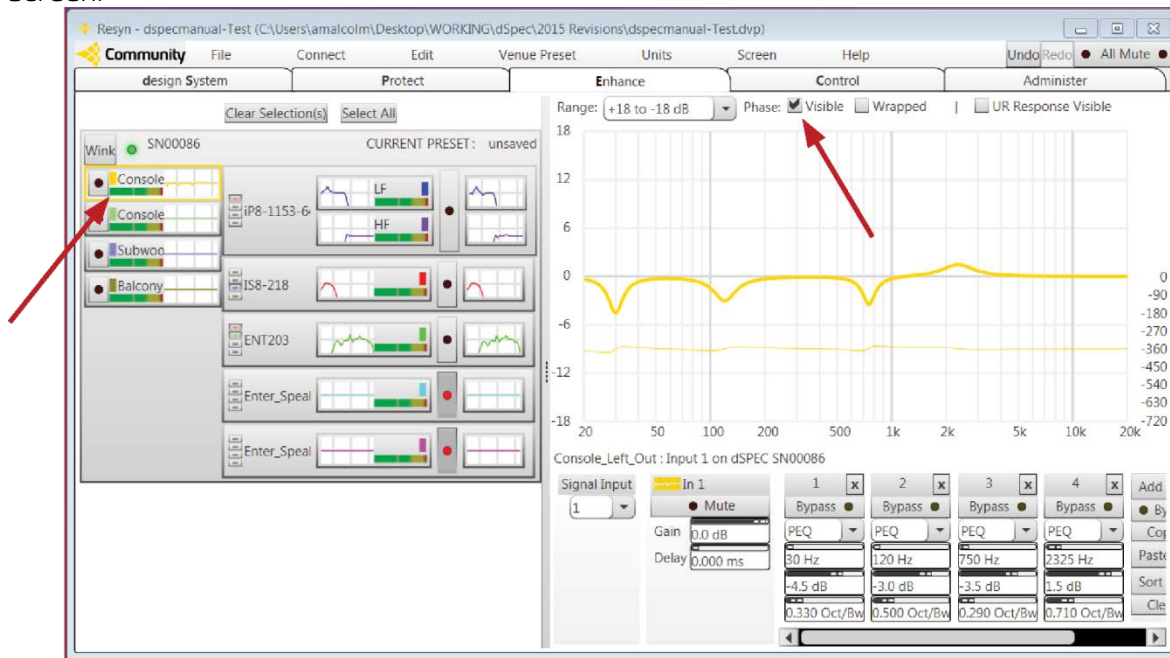 screen.
Resyn - dspecmanual-Test (C:\Users\amalcolm\Desktop\WORKING\dSpec\2015 Revisions\dspecmanual-Test.dvp)
Community File Connect Edit Venue Preset Units Screen Help Undo Redo All Mute
design System Protect Enhance Control Administer
Clear Selection(s) Select All
Range: +18 to -18 dB Phase: Visible Wrapped | UR Response Visible
Wink SN00086 CURRENT PRESET: unsaved
Console
Console
Subwoo
Balcony
iP8-1153-6
LF
HF
IS8-218
ENT203
Enter_Speal
Enter_Speal
18
12
6
0
-6
-12
-18
0
-90
-180
-270
-360
-450
-540
-630
-720
20 50 100 200 500 1k 2k 5k 10k 20k
Console_Left_Out : Input 1 on dSPEC SN00086
Signal Input In 1 1 x 2 x 3 x 4 x Add
1 Mute Bypass Bypass Bypass Bypass By
Gain 0.0 dB PEQ PEQ PEQ PEQ Cop
Delay 0.000 ms 30 Hz 120 Hz 750 Hz 2325 Hz Paste
-4.5 dB -3.0 dB -3.5 dB 1.5 dB Sort
0.330 Oct/Bw 0.500 Oct/Bw 0.290 Oct/Bw 0.710 Oct/Bw Cle